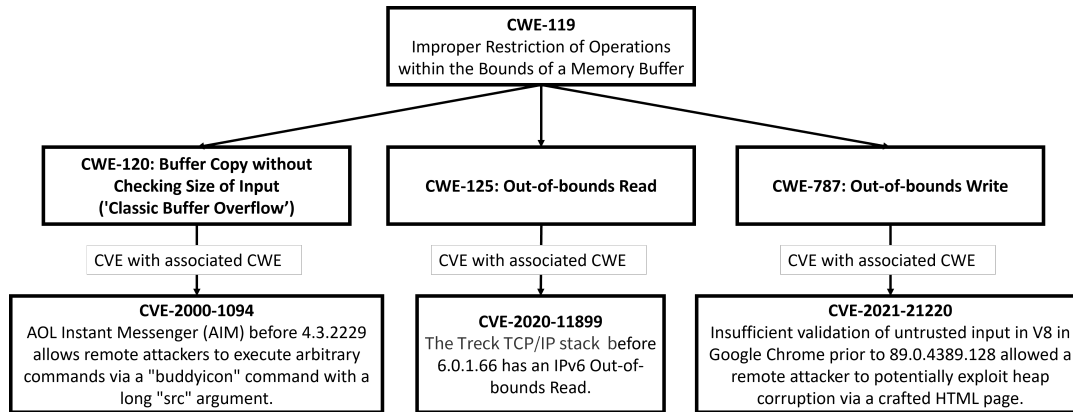 CWE-119
Improper Restriction of Operations
within the Bounds of a Memory Buffer
CWE-120: Buffer Copy without
Checking Size of Input
('Classic Buffer Overflow’)
CWE-125: Out-of-bounds Read
CWE-787: Out-of-bounds Write
CVE with associated CWE
CVE with associated CWE
CVE with associated CWE
CVE-2000-1094
AOL Instant Messenger (AIM) before 4.3.2229
allows remote attackers to execute arbitrary
commands via a "buddyicon" command with a
long "src" argument.
CVE-2020-11899
The Treck TCP/IP stack before
6.0.1.66 has an IPv6 Out-of-
bounds Read.
CVE-2021-21220
Insufficient validation of untrusted input in V8 in
Google Chrome prior to 89.0.4389.128 allowed a
remote attacker to potentially exploit heap
corruption via a crafted HTML page.